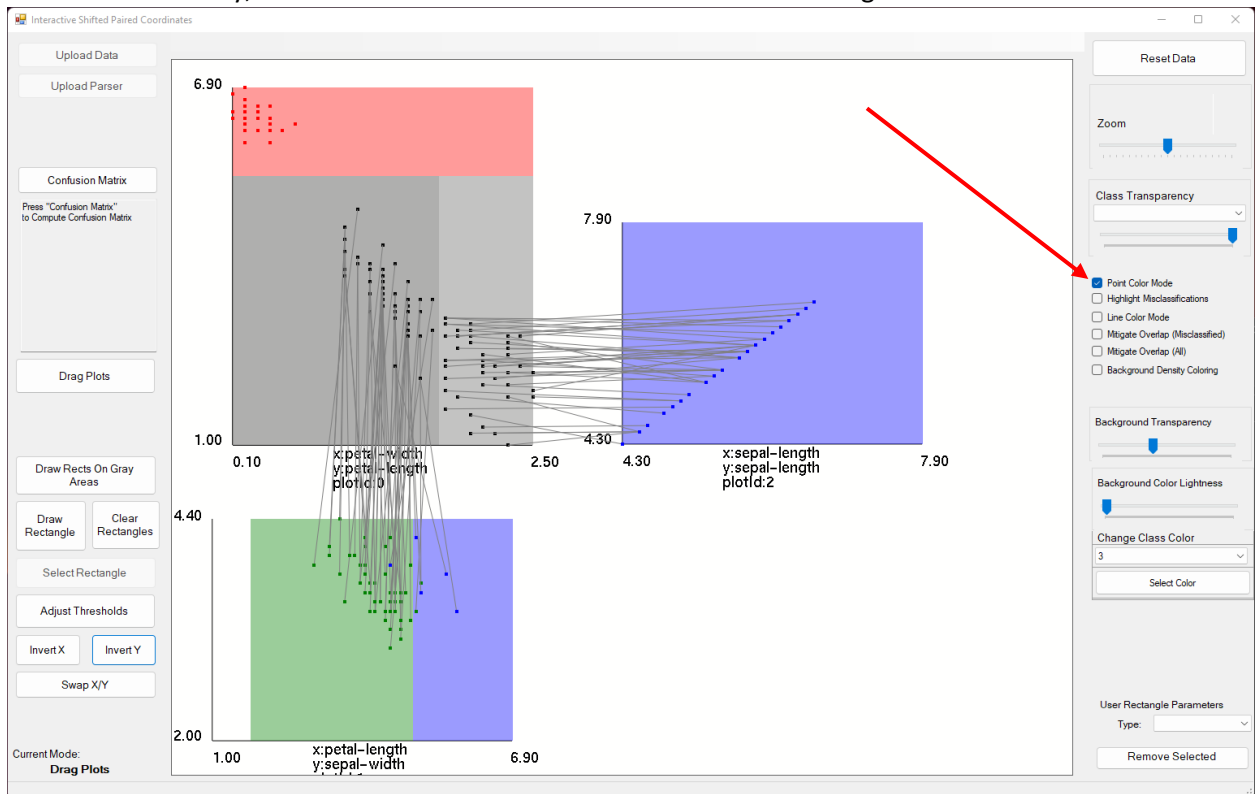 Interactive Shifted Paired Coordinates
Upload Data
Upload Parser
Confusion Matrix
Press "Confusion Matrix"
to Compute Confusion Matrix
Drag Plots
Draw Rects On Gray
Areas
Draw
Rectangle
Clear
Rectangles
Select Rectangle
Adjust Thresholds
Invert X
Invert Y
Swap X/Y
Current Mode:
Drag Plots
6.90
1.00
0.10
x:petal-width
y:petal-length
plotId:0
2.50
7.90
4.30
4.30
x:sepal-length
y:sepal-length
plotId:2
7.90
4.40
2.00
1.00
x:petal-length
y:sepal-width
6.90
Reset Data
Zoom
Class Transparency
Point Color Mode
Highlight Misclassifications
Line Color Mode
Mitigate Overlap (Misclassified)
Mitigate Overlap (All)
Background Density Coloring
Background Transparency
Background Color Lightness
Change Class Color
3
Select Color
User Rectangle Parameters
Type:
Remove Selected